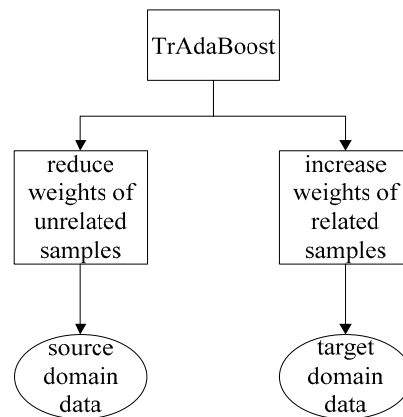 TrAdaBoost
reduce
weights of
unrelated
samples
increase
weights of
related
samples
source
domain
data
target
domain
data